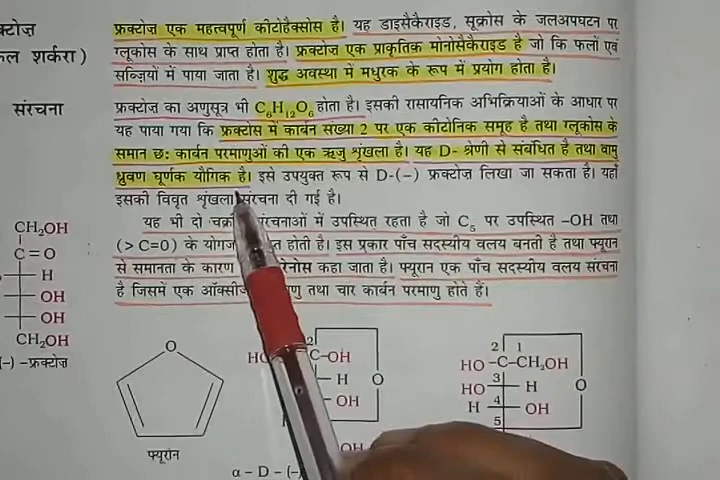 क्टोज़
ल शर्करा)
संरचना
CH₂OH
C=O
H
OH
OH
CH₂OH
(–) –फ्रक्टोज़
फ्रक्टोज़ एक महत्वपूर्ण कीटोहैक्सोस है। यह डाइसैकैराइड, सूक्रोस के जलअपघटन पर
ग्लूकोस के साथ प्राप्त होता है। फ्रक्टोज़ एक प्राकृतिक मोनोसैकैराइड है जो कि फलों एवं
सब्ज़ियों में पाया जाता है। शुद्ध अवस्था में मधुरक के रूप में प्रयोग होता है।
फ्रक्टोज़ का अणुसूत्र भी C₆H₁₂O₆ होता है। इसकी रासायनिक अभिक्रियाओं के आधार पर
यह पाया गया कि फ्रक्टोस में कार्बन संख्या 2 पर एक कीटोनिक समूह है तथा ग्लूकोस के
समान छः कार्बन परमाणुओं की एक ऋजु शृंखला है। यह D- श्रेणी से संबंधित है तथा वाम
ध्रुवण घूर्णक यौगिक है। इसे उपयुक्त रूप से D-(–) फ्रक्टोज़ लिखा जा सकता है। यहाँ
इसकी विवृत शृंखला संरचना दी गई है।
यह भी दो चक्री संरचनाओं में उपस्थित रहता है जो C₅ पर उपस्थित –OH तथा
(> C=0) के होती है। इस प्रकार पाँच सदस्यीय वलय बनती है तथा फ्यूरान
से समानता के कारण कहा जाता है। फ्यूरान एक पाँच सदस्यीय वलय संरचना
है जिसमें एक तथा चार कार्बन परमाणु होते हैं।
O
फ्यूरॉन
2
HO C–OH
H
OH
O
OH
α – D – (–)
2 1
HO –C–CH₂OH
3
HO H
4
H OH
5
O